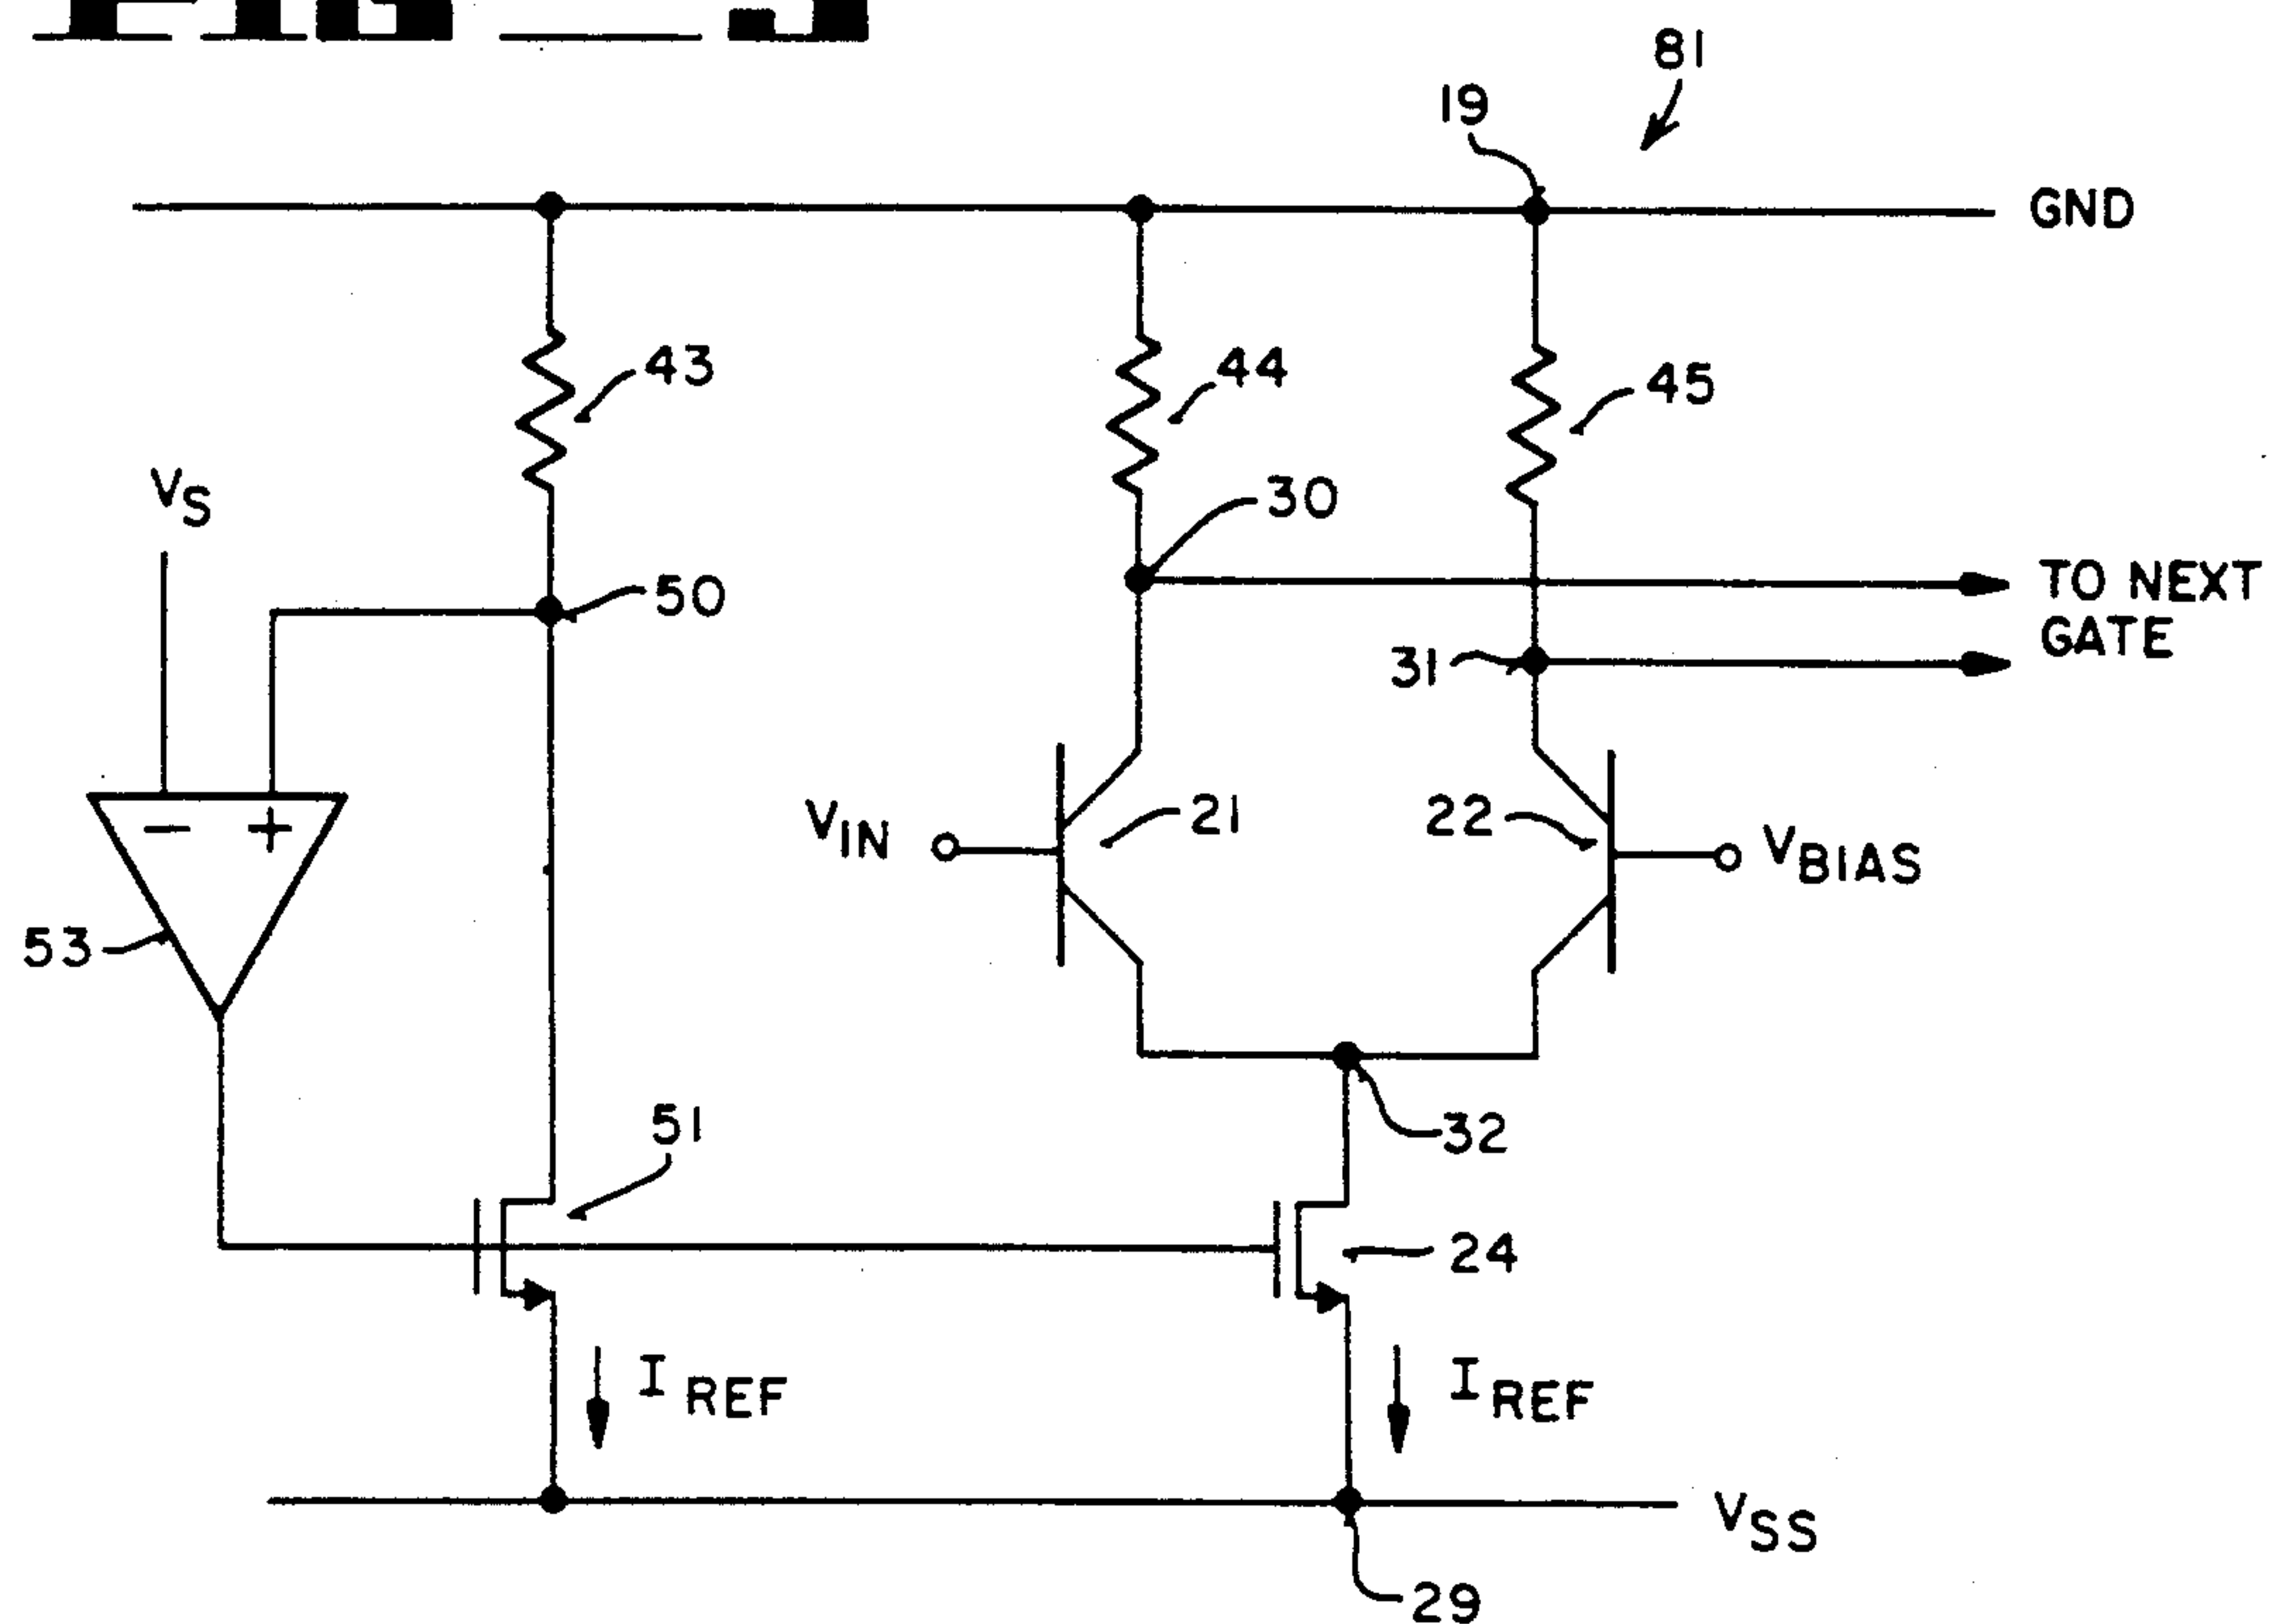 81
19
GND
43
44
45
VS
30
50
TO NEXT
GATE
31
VIN
21
22
VBIAS
53
32
51
24
IREF
IREF
VSS
29